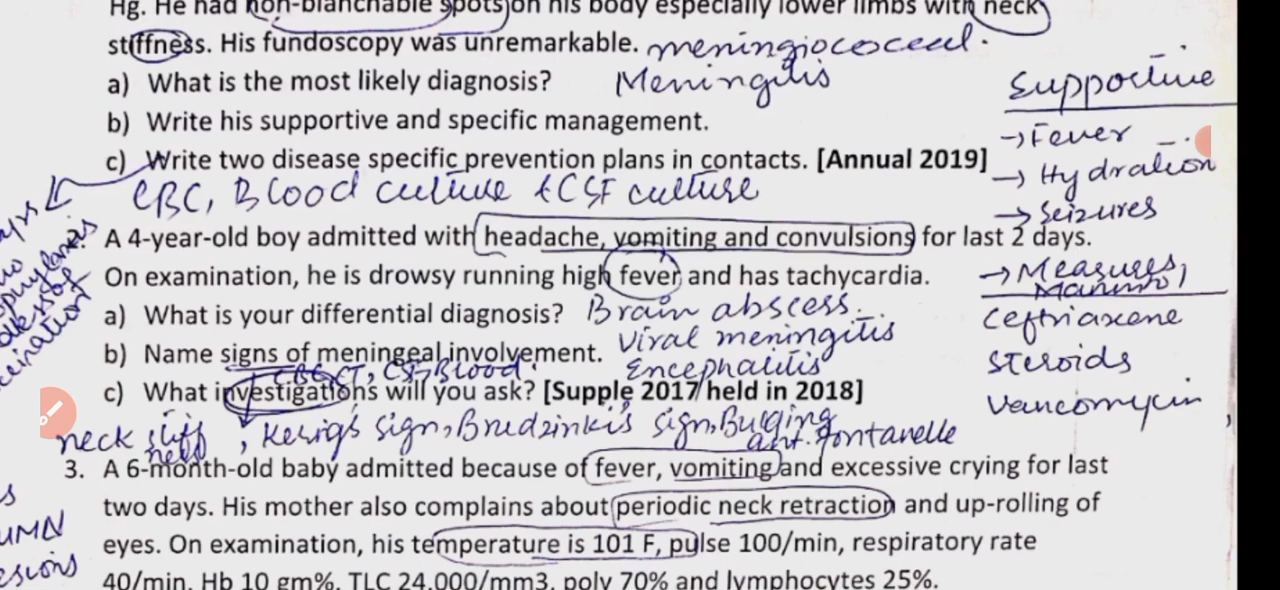 Hg. He had non-blanchable spots on his body especially lower limbs with neck
stiffness. His fundoscopy was unremarkable. meningiococeal.
a) What is the most likely diagnosis? Meningitis
b) Write his supportive and specific management.
c) Write two disease specific prevention plans in contacts. [Annual 2019]
CBC, Blood culture + CSF culture
Supportive
→ Fever
→ Hydration
→ Seizures
→ Measures
Ceftriaxene
Steroids
Vancomycin
2. A 4-year-old boy admitted with headache, vomiting and convulsions for last 2 days.
On examination, he is drowsy running high fever and has tachycardia.
a) What is your differential diagnosis? Brain abscess
Viral meningitis
b) Name signs of meningeal involvement. Encephalitis
CT, CSF, Blood.
c) What investigations will you ask? [Supple 2017/held in 2018]
neck stiff ness, Kernigs sign, Brudzinkis sign, Bulging
ant. fontanelle
3. A 6-month-old baby admitted because of fever, vomiting and excessive crying for last
two days. His mother also complains about periodic neck retraction and up-rolling of
eyes. On examination, his temperature is 101 F, pulse 100/min, respiratory rate
40/min. Hb 10 gm%. TLC 24,000/mm3, poly 70% and lymphocytes 25%.
UMN